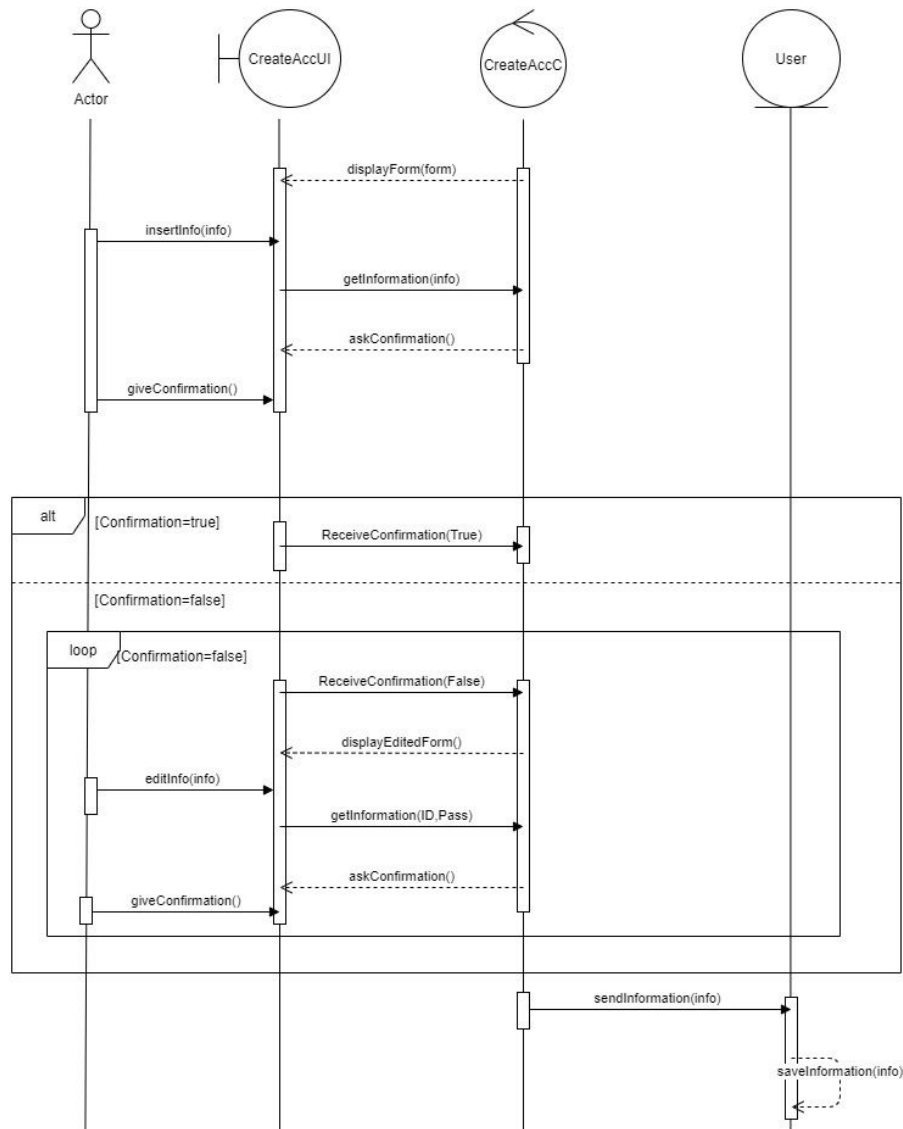 Actor
CreateAccUI
CreateAccC
User
displayForm(form)
insertInfo(info)
getInformation(info)
askConfirmation()
giveConfirmation()
alt
[Confirmation=true]
ReceiveConfirmation(True)
[Confirmation=false]
loop
[Confirmation=false]
ReceiveConfirmation(False)
displayEditedForm()
editInfo(info)
getInformation(ID,Pass)
askConfirmation()
giveConfirmation()
sendInformation(info)
saveInformation(info)